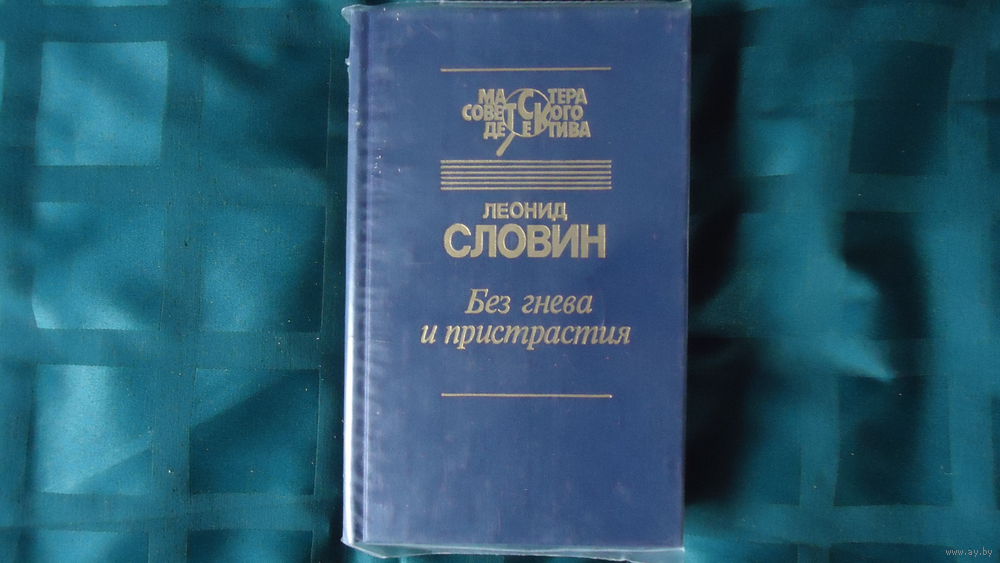 МАСТЕРА
СОВЕТСКОГО
ДЕТЕКТИВА
ЛЕОНИД
СЛОВИН
Без гнева
и пристрастия
www.ay.by